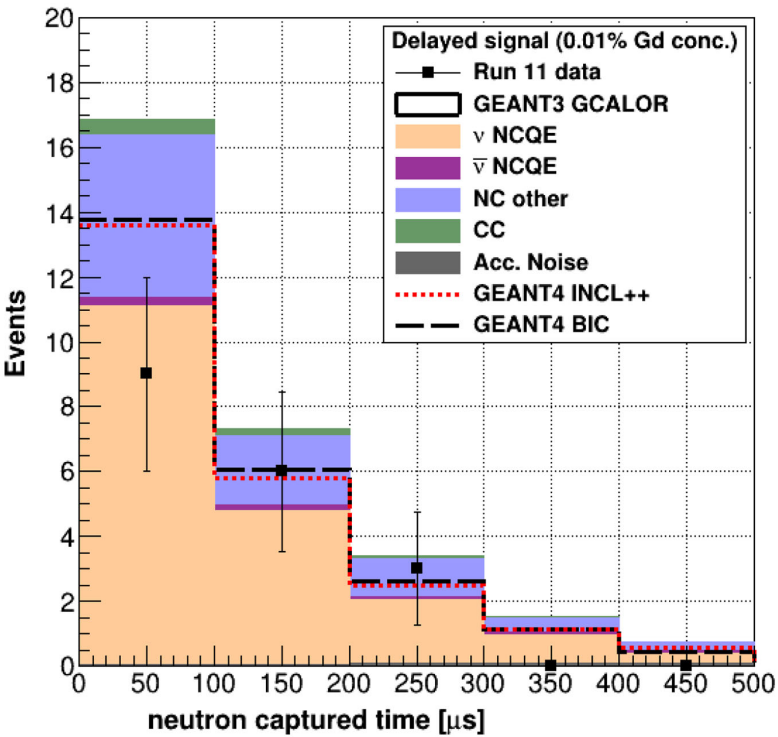 Delayed signal (0.01% Gd conc.)
Run 11 data
GEANT3 GCALOR
ν NCQE
ν̅ NCQE
NC other
CC
Acc. Noise
GEANT4 INCL++
GEANT4 BIC
Events
20
18
16
14
12
10
8
6
4
2
0
0 50 100 150 200 250 300 350 400 450 500
neutron captured time [μs]